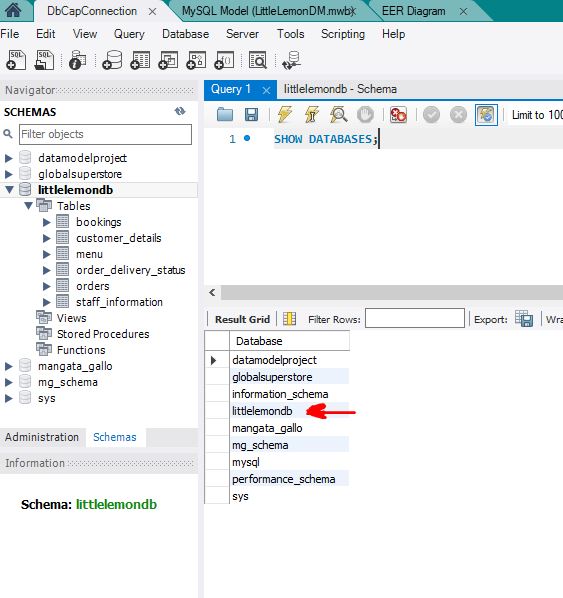 DbCapConnection
MySQL Model (LittleLemonDM.mwb)
EER Diagram
File Edit View Query Database Server Tools Scripting Help
SQL SQL
Navigator
SCHEMAS
Filter objects
datamodelproject
globalsuperstore
littlelemondb
Tables
bookings
customer_details
menu
order_delivery_status
orders
staff_information
Views
Stored Procedures
Functions
mangata_gallo
mg_schema
sys
Administration Schemas
Information
Schema: littlelemondb
Query 1 littlelemondb - Schema
Limit to 100
1 SHOW DATABASES;
Result Grid Filter Rows: Export: Wra
Database
datamodelproject
globalsuperstore
information_schema
littlelemondb
mangata_gallo
mg_schema
mysql
performance_schema
sys